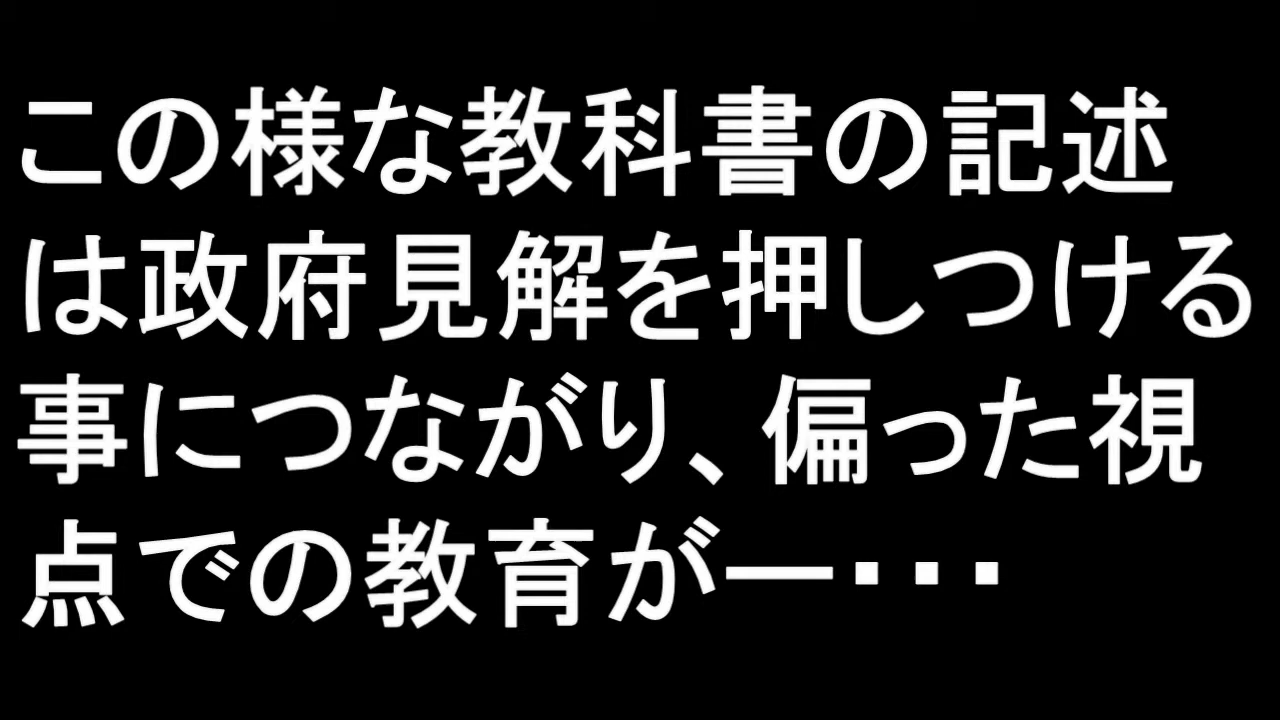 この様な教科書の記述
は政府見解を押しつける
事につながり、偏った視
点での教育がー･･･